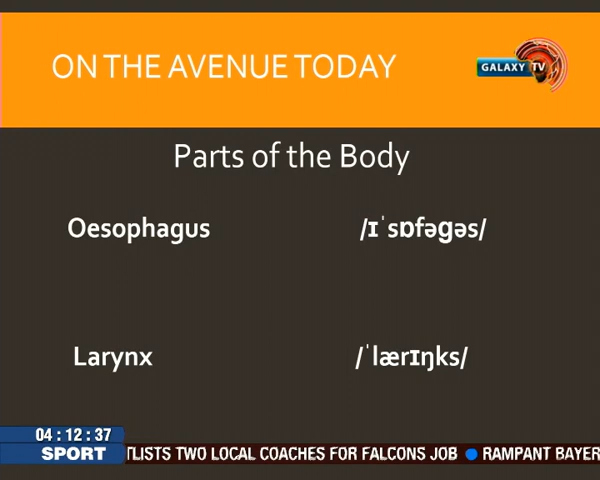 ON THE AVENUE TODAY
GALAXY TV
Parts of the Body
Oesophagus /ɪˈsɒfəgəs/
Larynx /ˈlærɪŋks/
04:12:37
SPORT TLISTS TWO LOCAL COACHES FOR FALCONS JOB ● RAMPANT BAYER